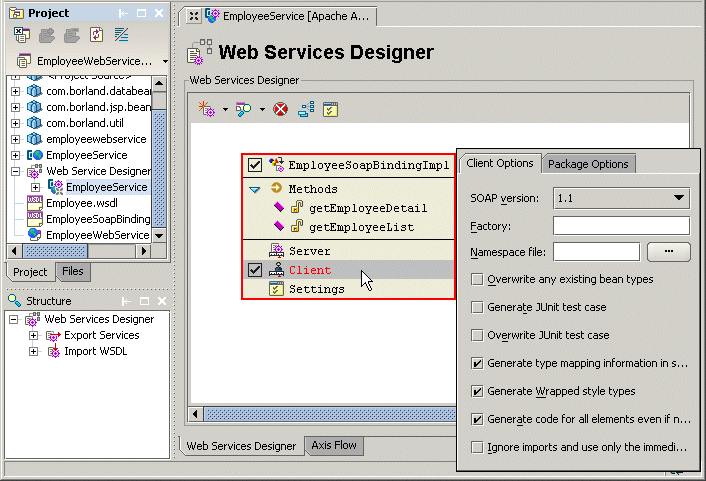 Project
EmployeeWebService...
<Project Source>
com.borland.databean
com.borland.jsp.bean
com.borland.util
employeewebservice
EmployeeService
Web Service Designer
EmployeeService
Employee.wsdl
EmployeeSoapBinding
EmployeeWebService
Project
Files
Structure
Web Services Designer
Export Services
Import WSDL
EmployeeService [Apache A...
Web Services Designer
Web Services Designer
EmployeeSoapBindingImpl
Methods
getEmployeeDetail
getEmployeeList
Server
Client
Settings
Web Services Designer
Axis Flow
Client Options
Package Options
SOAP version:
1.1
Factory:
Namespace file:
...
Overwrite any existing bean types
Generate JUnit test case
Overwrite JUnit test case
Generate type mapping information in s...
Generate Wrapped style types
Generate code for all elements even if n...
Ignore imports and use only the immedi...